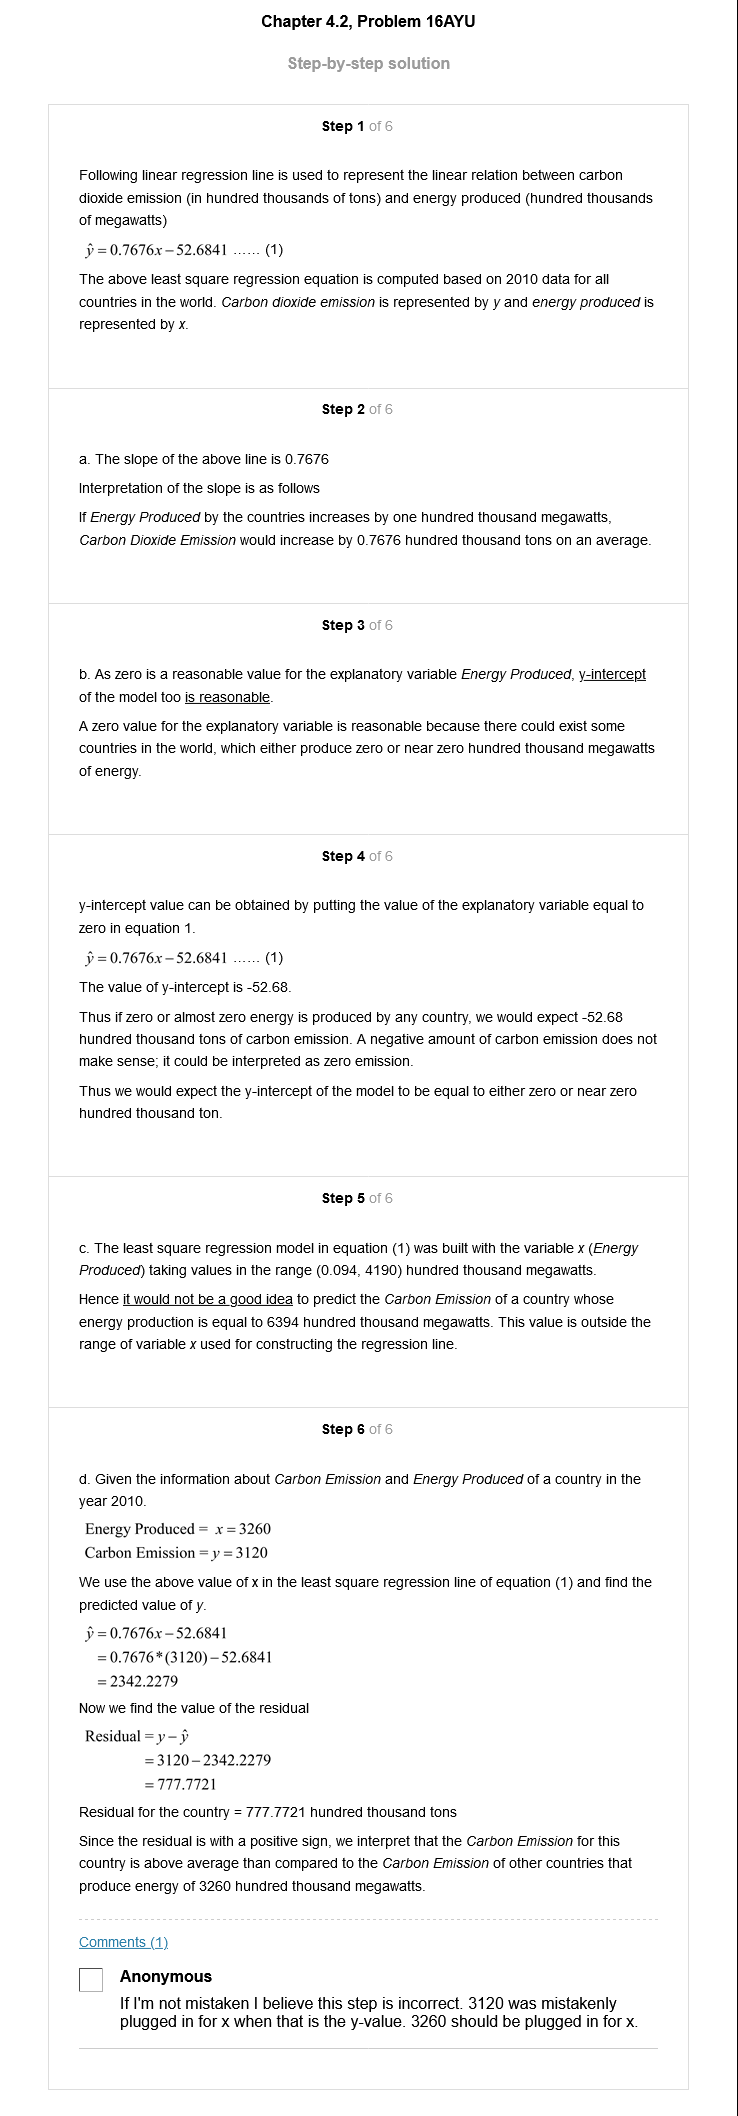 Chapter 4.2, Problem 16AYU
Step-by-step solution
Step 1 of 6
Following linear regression line is used to represent the linear relation between carbon
dioxide emission (in hundred thousands of tons) and energy produced (hundred thousands
of megawatts)
ŷ = 0.7676x – 52.6841 …… (1)
The above least square regression equation is computed based on 2010 data for all
countries in the world. Carbon dioxide emission is represented by y and energy produced is
represented by x.
Step 2 of 6
a. The slope of the above line is 0.7676
Interpretation of the slope is as follows
If Energy Produced by the countries increases by one hundred thousand megawatts,
Carbon Dioxide Emission would increase by 0.7676 hundred thousand tons on an average.
Step 3 of 6
b. As zero is a reasonable value for the explanatory variable Energy Produced, y-intercept
of the model too is reasonable.
A zero value for the explanatory variable is reasonable because there could exist some
countries in the world, which either produce zero or near zero hundred thousand megawatts
of energy.
Step 4 of 6
y-intercept value can be obtained by putting the value of the explanatory variable equal to
zero in equation 1.
ŷ = 0.7676x – 52.6841 …… (1)
The value of y-intercept is -52.68.
Thus if zero or almost zero energy is produced by any country, we would expect -52.68
hundred thousand tons of carbon emission. A negative amount of carbon emission does not
make sense; it could be interpreted as zero emission.
Thus we would expect the y-intercept of the model to be equal to either zero or near zero
hundred thousand ton.
Step 5 of 6
c. The least square regression model in equation (1) was built with the variable x (Energy
Produced) taking values in the range (0.094, 4190) hundred thousand megawatts.
Hence it would not be a good idea to predict the Carbon Emission of a country whose
energy production is equal to 6394 hundred thousand megawatts. This value is outside the
range of variable x used for constructing the regression line.
Step 6 of 6
d. Given the information about Carbon Emission and Energy Produced of a country in the
year 2010.
Energy Produced = x = 3260
Carbon Emission = y = 3120
We use the above value of x in the least square regression line of equation (1) and find the
predicted value of y.
ŷ = 0.7676x – 52.6841
= 0.7676*(3120) – 52.6841
= 2342.2279
Now we find the value of the residual
Residual = y – ŷ
= 3120 – 2342.2279
= 777.7721
Residual for the country = 777.7721 hundred thousand tons
Since the residual is with a positive sign, we interpret that the Carbon Emission for this
country is above average than compared to the Carbon Emission of other countries that
produce energy of 3260 hundred thousand megawatts.
Comments (1)
Anonymous
If I'm not mistaken I believe this step is incorrect. 3120 was mistakenly
plugged in for x when that is the y-value. 3260 should be plugged in for x.